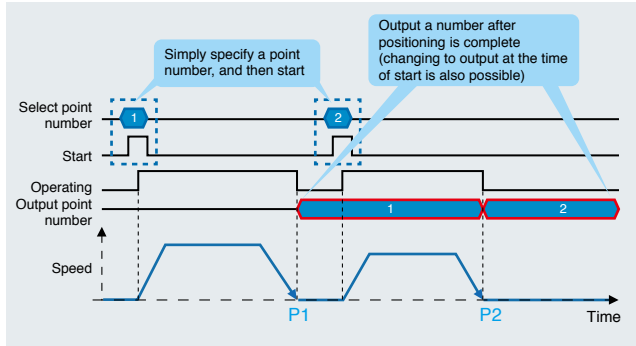 Simply specify a point
number, and then start
Output a number after
positioning is complete
(changing to output at the time
of start is also possible)
Select point
number
1
2
Start
Operating
Output point
number
1
2
Speed
P1
P2
Time